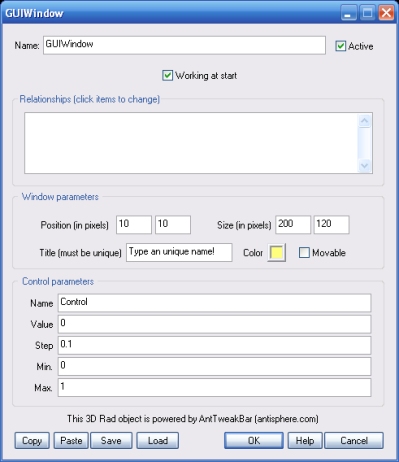 GUIWindow
Name: GUIWindow Active
Working at start
Relationships (click items to change)
Window parameters
Position (in pixels) 10 10 Size (in pixels) 200 120
Title (must be unique) Type an unique name! Color Movable
Control parameters
Name Control
Value 0
Step 0.1
Min. 0
Max. 1
This 3D Rad object is powered by AntTweakBar (antisphere.com)
Copy Paste Save Load OK Help Cancel